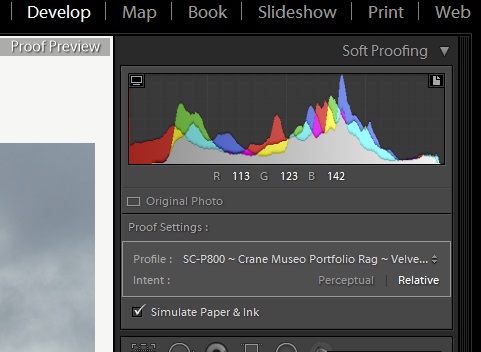 Develop | Map | Book | Slideshow | Print | Web
Proof Preview
Soft Proofing ▼
R 113 G 123 B 142
Original Photo
Proof Settings :
Profile : SC-P800 ~ Crane Museo Portfolio Rag ~ Velve...
Intent : Perceptual | Relative
Simulate Paper & Ink